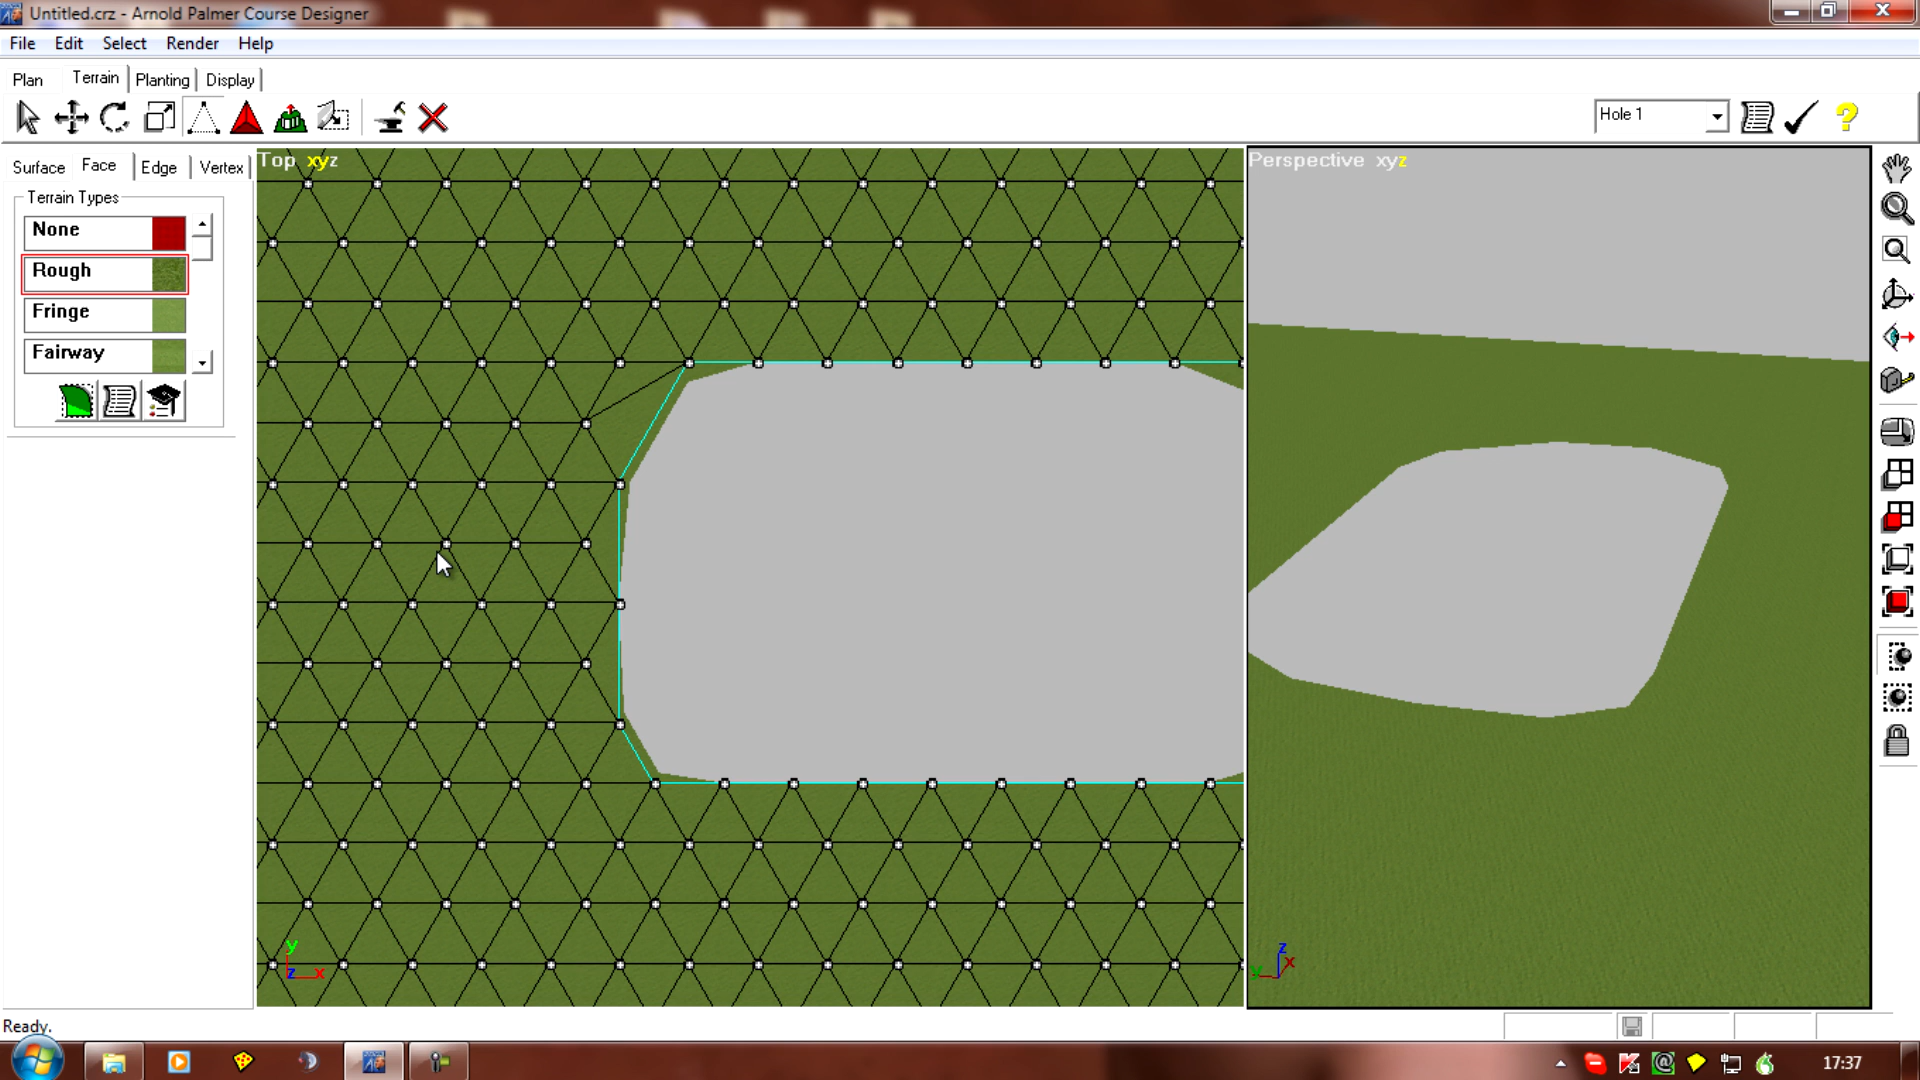 Untitled.crz - Arnold Palmer Course Designer
File Edit Select Render Help
Plan Terrain Planting Display
Hole 1
?
Surface Face Edge Vertex
Terrain Types
None
Rough
Fringe
Fairway
Top xyz
Perspective xyz
y
z x
z
y x
Ready.
17:37